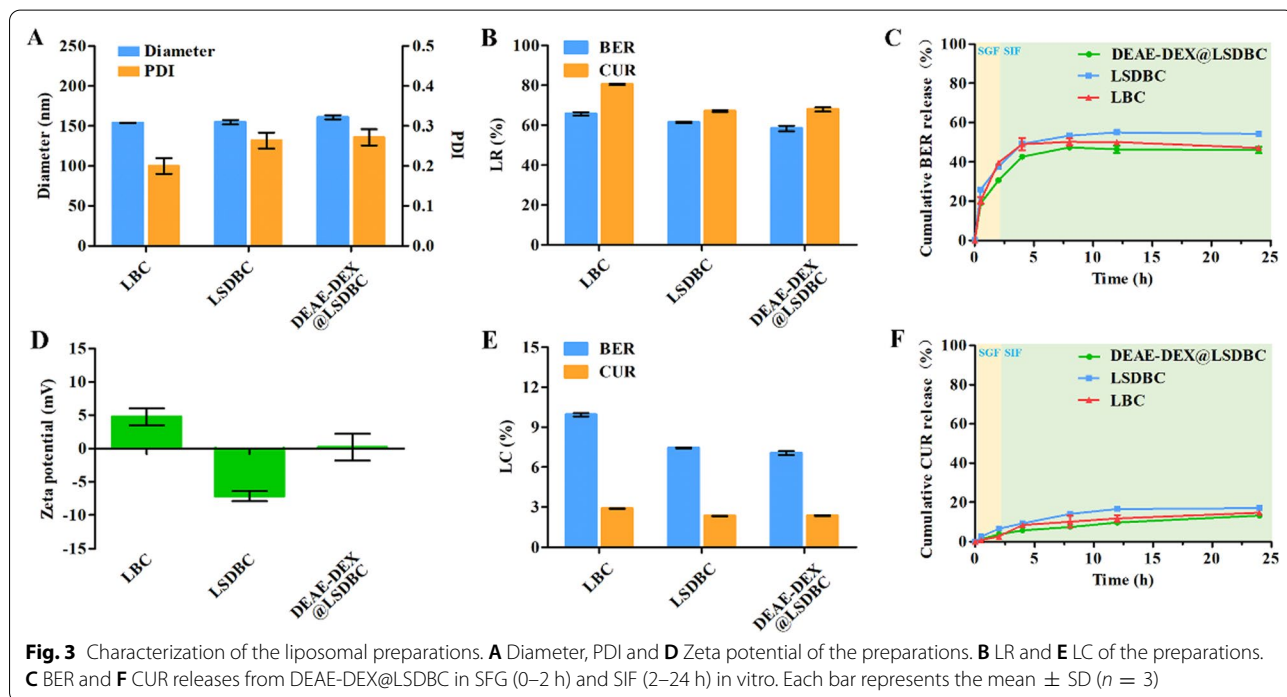 A
Diameter
PDI
Diameter (nm)
250
200
150
100
50
0
0.5
0.4
0.3
0.2
0.1
0.0
PDI
LBC
LSDBC
DEAE-DEX
@LSDBC
B
BER
CUR
LR (%)
100
80
60
40
20
0
LBC
LSDBC
DEAE-DEX
@LSDBC
C
SGF SIF
DEAE-DEX@LSDBC
LSDBC
LBC
Cumulative BER release (%)
100
80
60
40
20
0
0 5 10 15 20 25
Time (h)
D
Zeta potential (mV)
15
10
5
0
-5
-10
-15
LBC
LSDBC
DEAE-DEX
@LSDBC
E
BER
CUR
LC (%)
15
12
9
6
3
0
LBC
LSDBC
DEAE-DEX
@LSDBC
F
SGF SIF
DEAE-DEX@LSDBC
LSDBC
LBC
Cumulative CUR release (%)
100
80
60
40
20
0
0 5 10 15 20 25
Time (h)
Fig. 3 Characterization of the liposomal preparations. A Diameter, PDI and D Zeta potential of the preparations. B LR and E LC of the preparations.
C BER and F CUR releases from DEAE-DEX@LSDBC in SFG (0–2 h) and SIF (2–24 h) in vitro. Each bar represents the mean ± SD (n = 3)